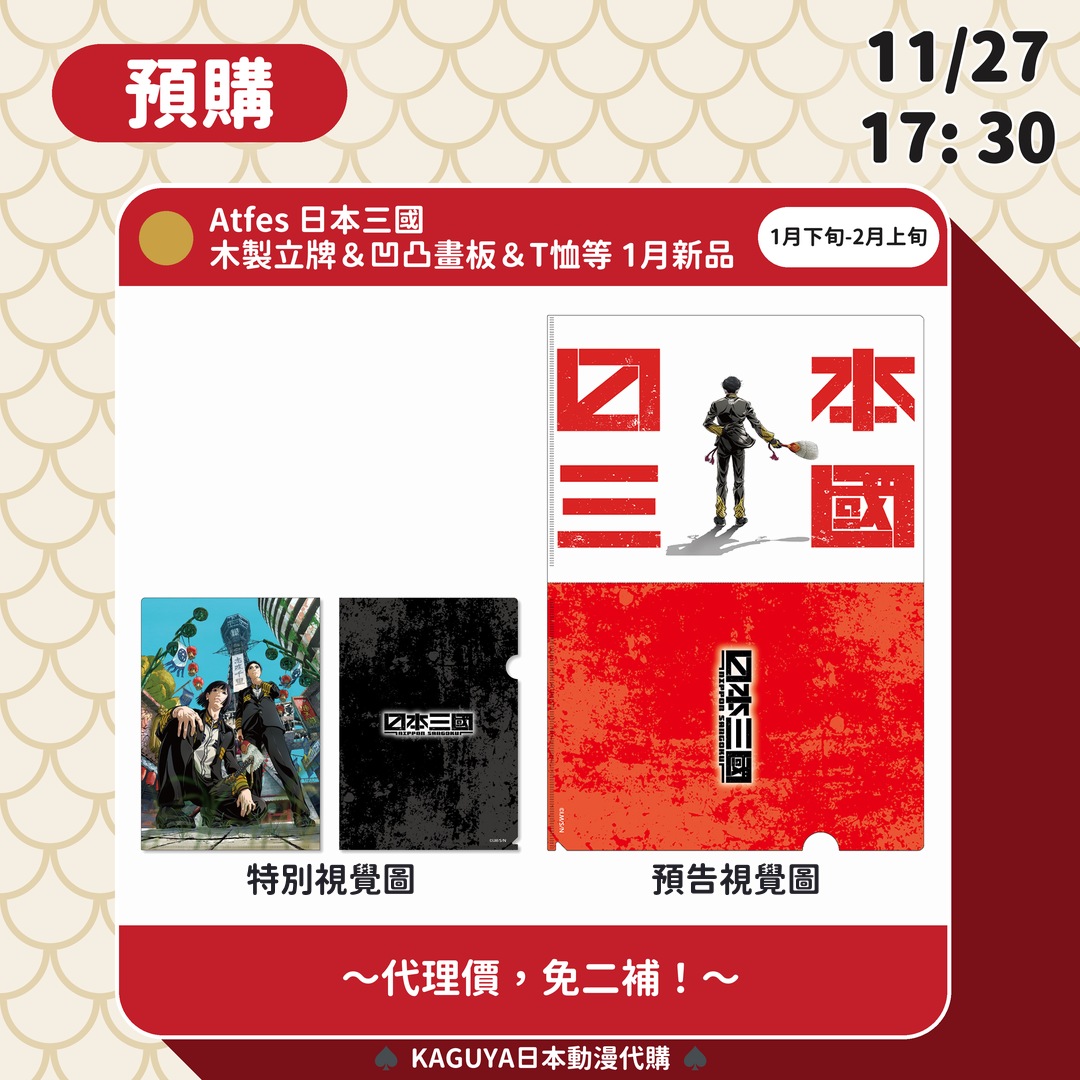 預購
11/27
17:30
Atfes 日本三國
木製立牌&凹凸畫板&T恤等 1月新品
1月下旬-2月上旬
日本
三國
日本三國
NIPPON SANGOKU
日本三國
NIPPON SANGOKU
特別視覺圖
預告視覺圖
～代理價，免二補！～
♠ KAGUYA日本動漫代購 ♠